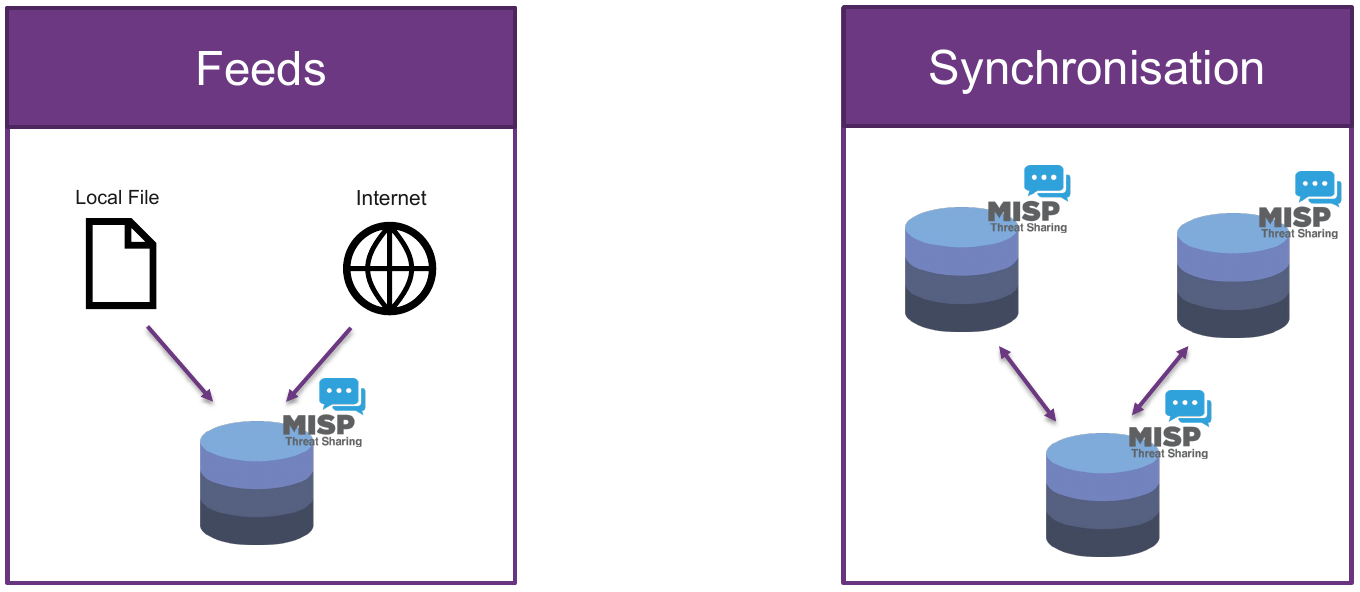 Feeds
Local File
Internet
MISP
Threat Sharing
Synchronisation
MISP
Threat Sharing
MISP
Threat Sharing
MISP
Threat Sharing